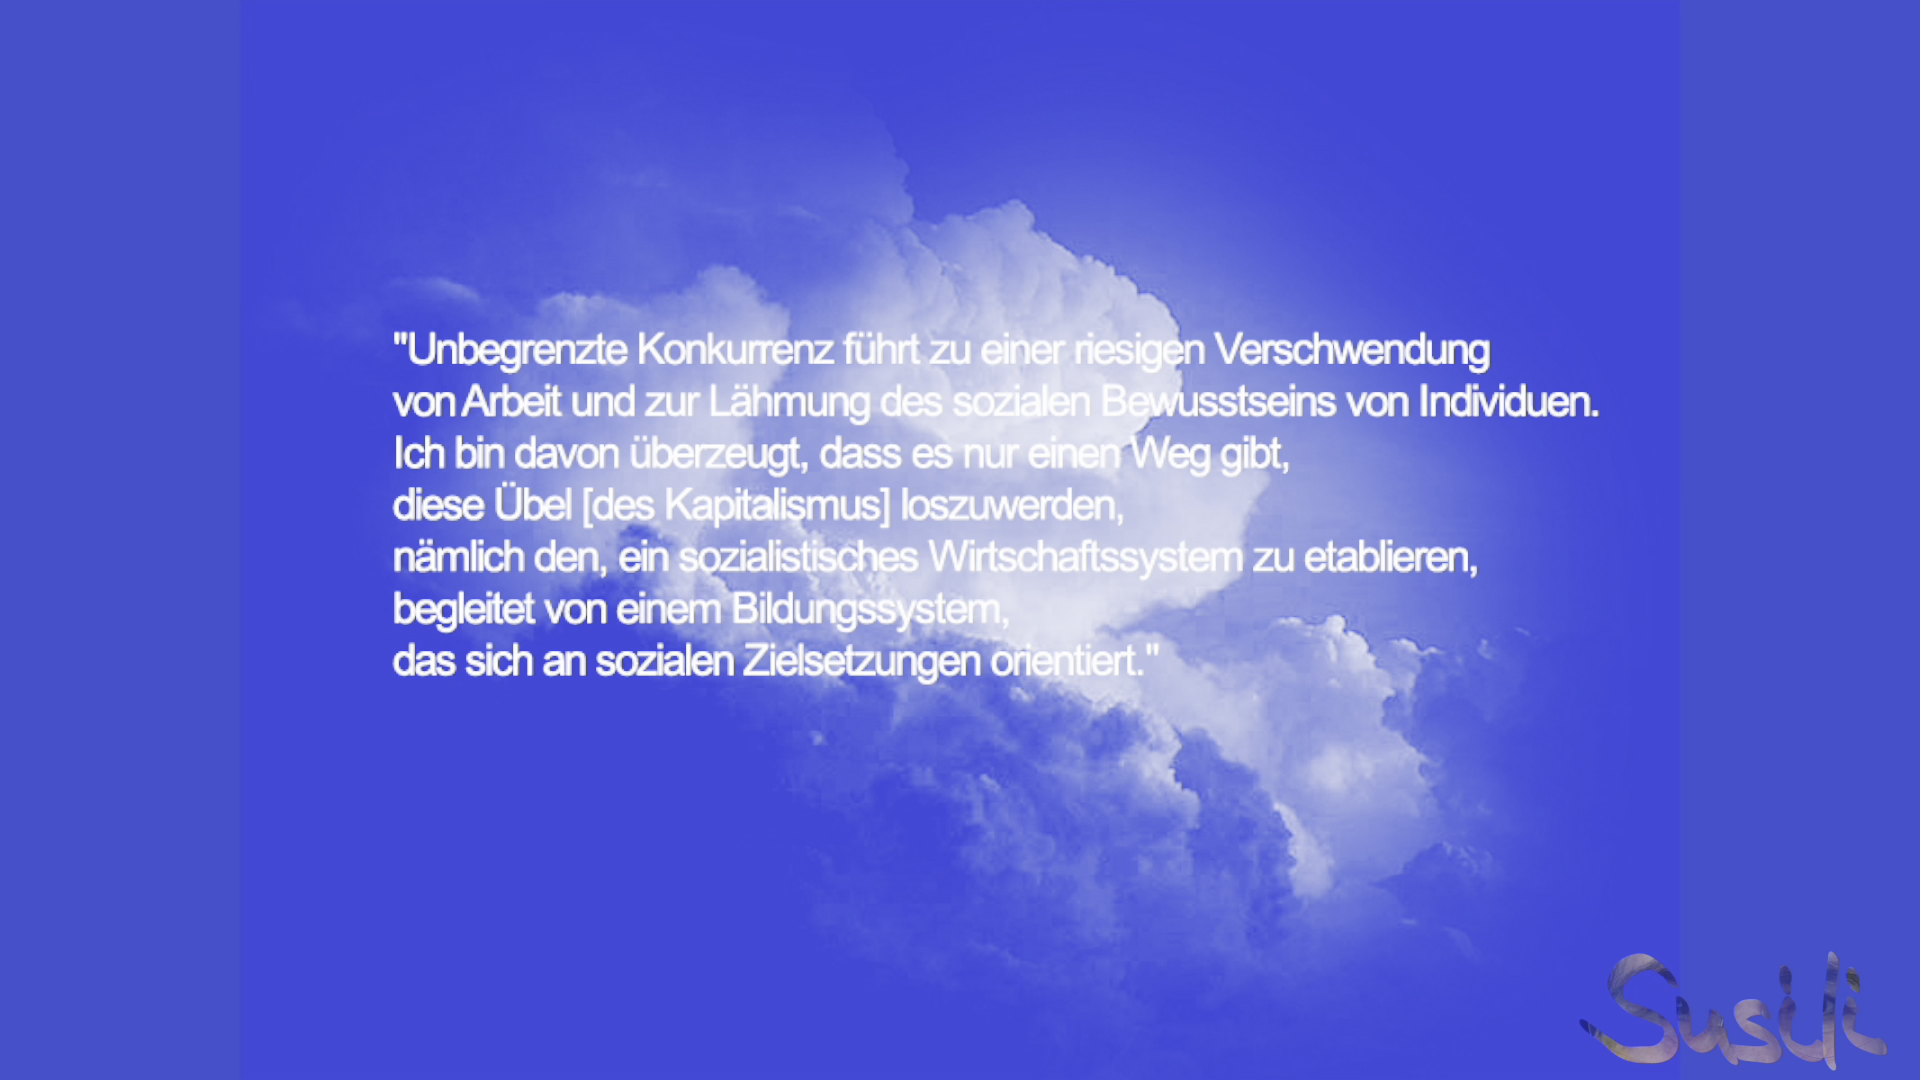 "Unbegrenzte Konkurrenz führt zu einer riesigen Verschwendung
von Arbeit und zur Lähmung des sozialen Bewusstseins von Individuen.
Ich bin davon überzeugt, dass es nur einen Weg gibt,
diese Übel [des Kapitalismus] loszuwerden,
nämlich den, ein sozialistisches Wirtschaftssystem zu etablieren,
begleitet von einem Bildungssystem,
das sich an sozialen Zielsetzungen orientiert."